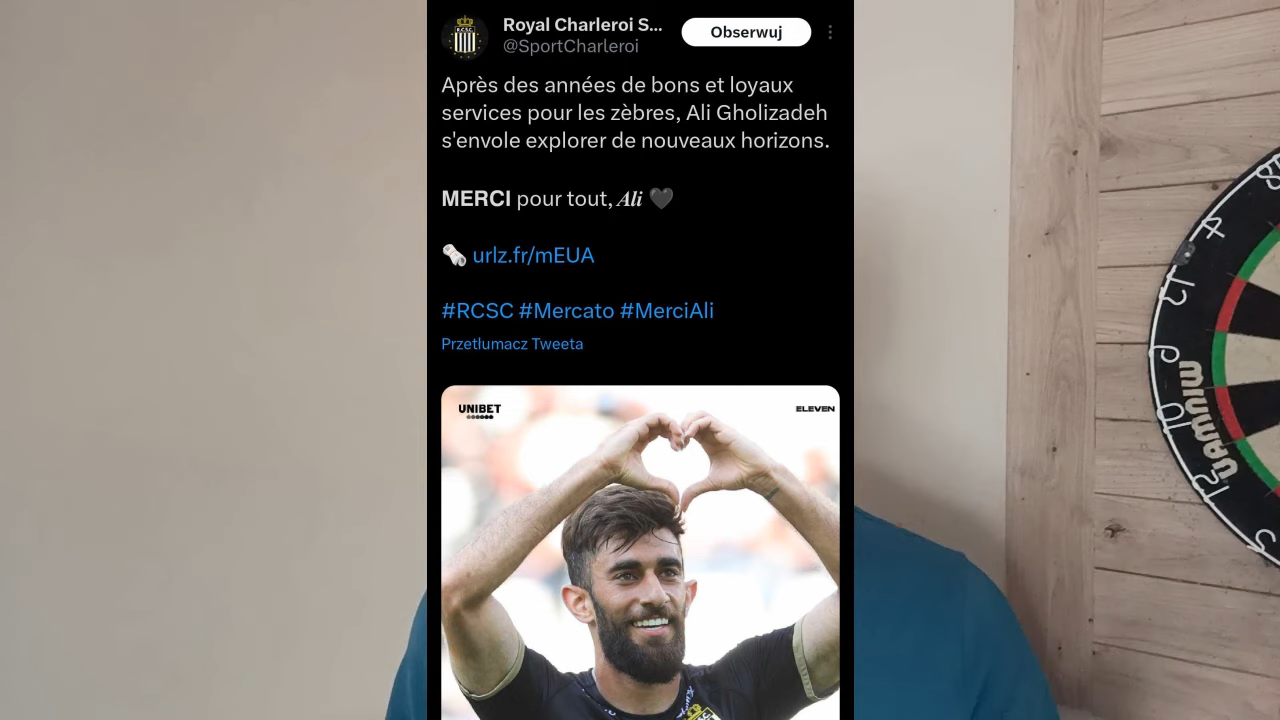 Royal Charleroi S...
@SportCharleroi
Obserwuj
Après des années de bons et loyaux
services pour les zèbres, Ali Gholizadeh
s'envole explorer de nouveaux horizons.
MERCI pour tout, Ali 🖤
🗞️ urlz.fr/mEUA
#RCSC #Mercato #MerciAli
Przetłumacz Tweeta
UNIBET
ELEVEN
R.C.S.C.